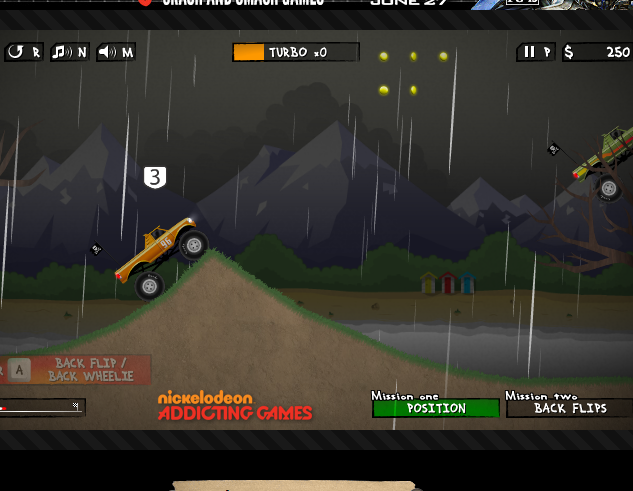 CRASH AND SMASH GAMES
JUNE 27
R
N
M
TURBO x0
P
$ 250
3
96
A
BACK FLIP /
BACK WHEELIE
nickelodeon
ADDICTING GAMES
Mission one
POSITION
Mission two
BACK FLIPS